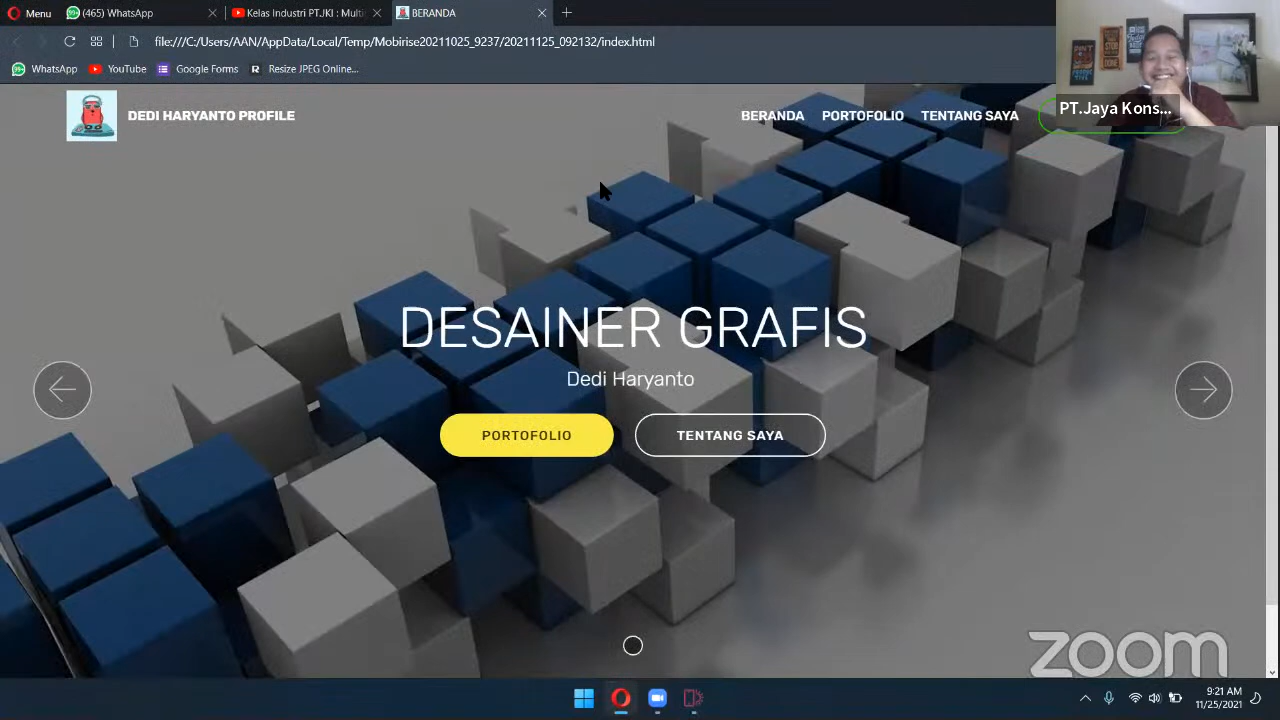 Menu
(465) WhatsApp
Kelas Industri PT.JKI : Mult
BERANDA
file:///C:/Users/AAN/AppData/Local/Temp/Mobirise20211025_9237/20211125_092132/index.html
WhatsApp
YouTube
Google Forms
R
Resize JPEG Onlin...
PT.Jaya Kons...
DEDI HARYANTO PROFILE
BERANDA
PORTOFOLIO
TENTANG SAYA
DESAINER GRAFIS
Dedi Haryanto
PORTOFOLIO
TENTANG SAYA
zoom
9:21 AM
11/25/2021